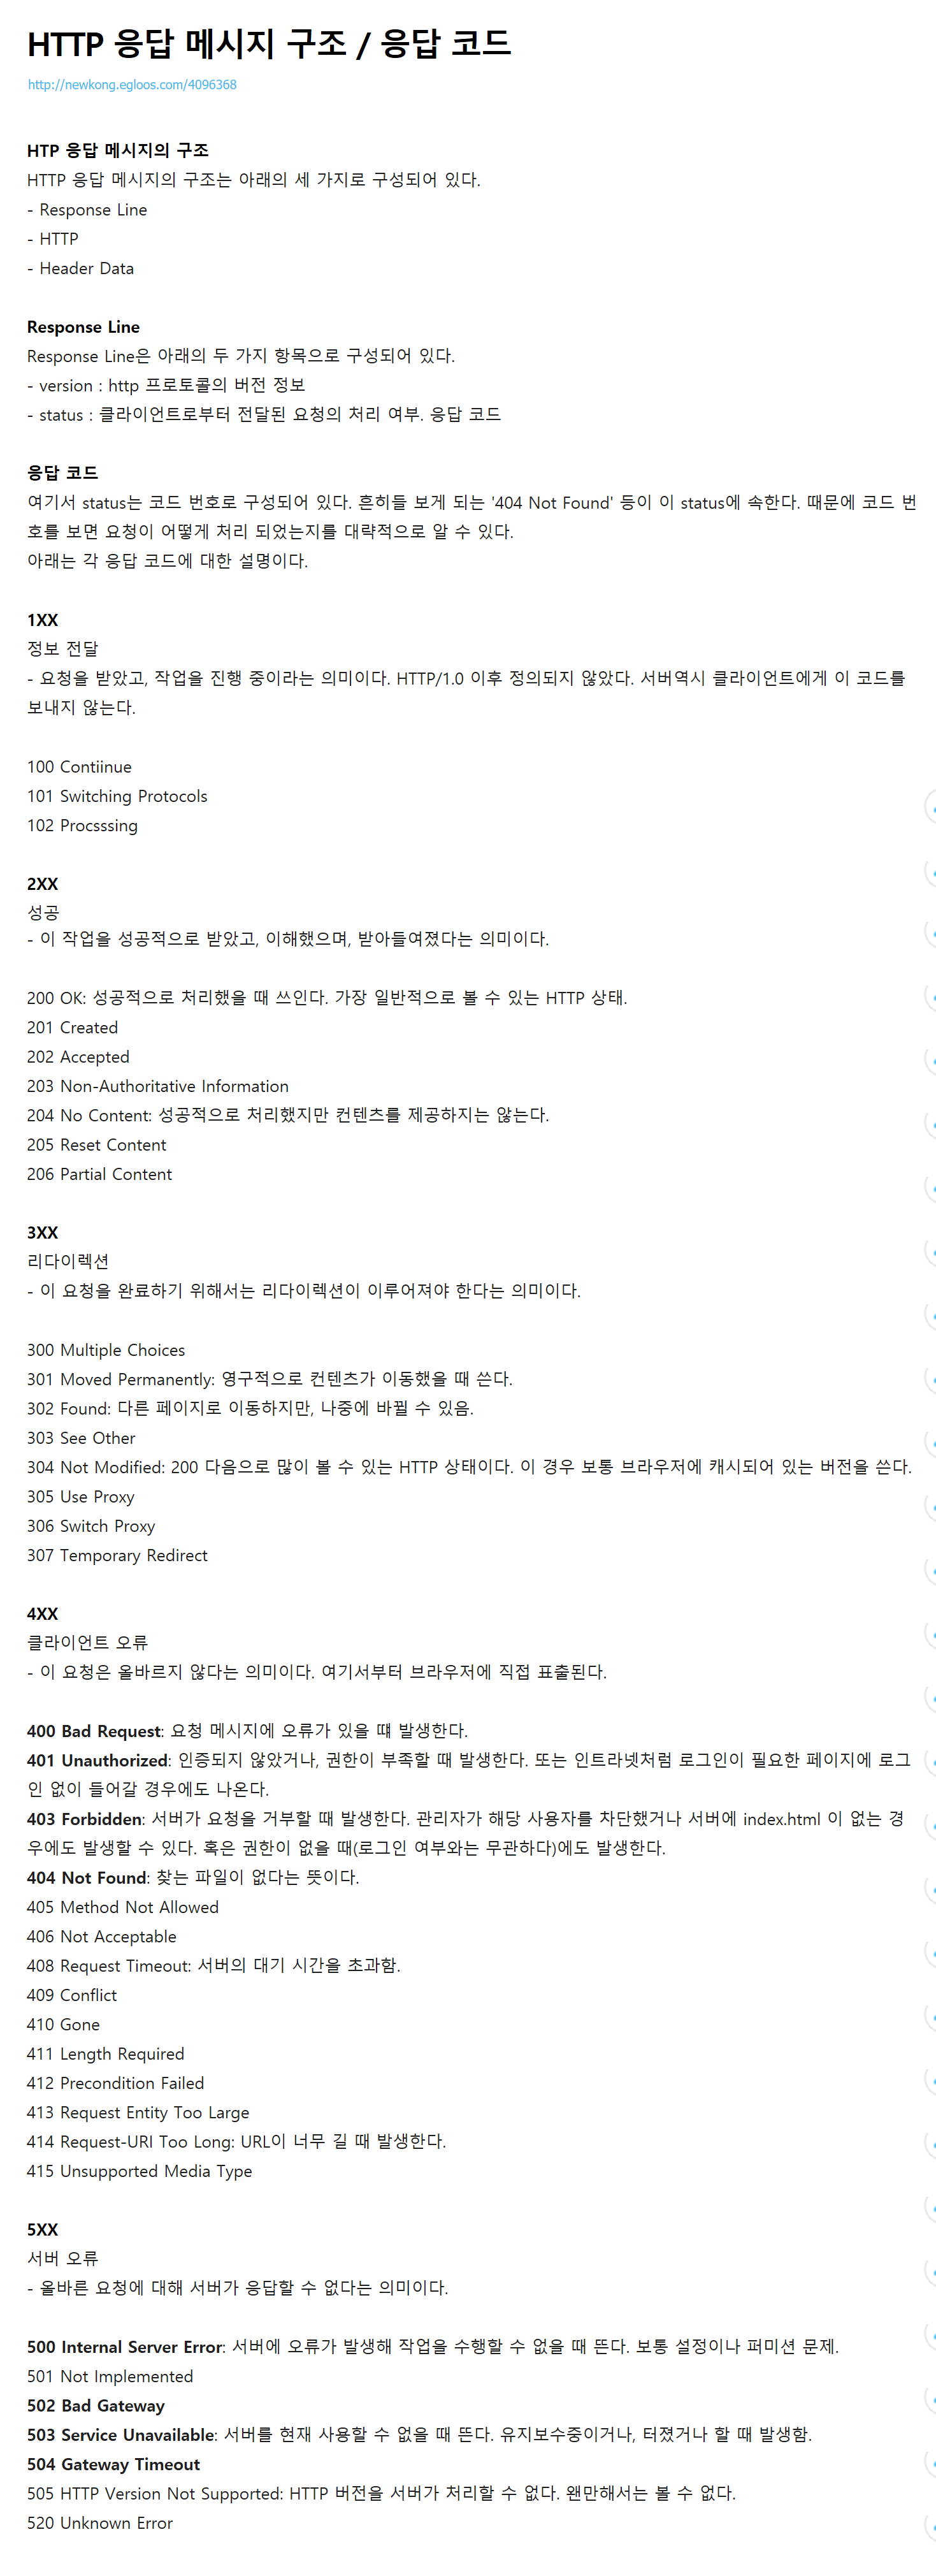 HTTP 응답 메시지 구조 / 응답 코드
http://newkong.egloos.com/4096368
HTP 응답 메시지의 구조
HTTP 응답 메시지의 구조는 아래의 세 가지로 구성되어 있다.
- Response Line
- HTTP
- Header Data
Response Line
Response Line은 아래의 두 가지 항목으로 구성되어 있다.
- version : http 프로토콜의 버전 정보
- status : 클라이언트로부터 전달된 요청의 처리 여부. 응답 코드
응답 코드
여기서 status는 코드 번호로 구성되어 있다. 흔히들 보게 되는 '404 Not Found' 등이 이 status에 속한다. 때문에 코드 번
호를 보면 요청이 어떻게 처리 되었는지를 대략적으로 알 수 있다.
아래는 각 응답 코드에 대한 설명이다.
1XX
정보 전달
- 요청을 받았고, 작업을 진행 중이라는 의미이다. HTTP/1.0 이후 정의되지 않았다. 서버역시 클라이언트에게 이 코드를
보내지 않는다.
100 Contiinue
101 Switching Protocols
102 Procsssing
2XX
성공
- 이 작업을 성공적으로 받았고, 이해했으며, 받아들여졌다는 의미이다.
200 OK: 성공적으로 처리했을 때 쓰인다. 가장 일반적으로 볼 수 있는 HTTP 상태.
201 Created
202 Accepted
203 Non-Authoritative Information
204 No Content: 성공적으로 처리했지만 컨텐츠를 제공하지는 않는다.
205 Reset Content
206 Partial Content
3XX
리다이렉션
- 이 요청을 완료하기 위해서는 리다이렉션이 이루어져야 한다는 의미이다.
300 Multiple Choices
301 Moved Permanently: 영구적으로 컨텐츠가 이동했을 때 쓴다.
302 Found: 다른 페이지로 이동하지만, 나중에 바뀔 수 있음.
303 See Other
304 Not Modified: 200 다음으로 많이 볼 수 있는 HTTP 상태이다. 이 경우 보통 브라우저에 캐시되어 있는 버전을 쓴다.
305 Use Proxy
306 Switch Proxy
307 Temporary Redirect
4XX
클라이언트 오류
- 이 요청은 올바르지 않다는 의미이다. 여기서부터 브라우저에 직접 표출된다.
400 Bad Request: 요청 메시지에 오류가 있을 떄 발생한다.
401 Unauthorized: 인증되지 않았거나, 권한이 부족할 때 발생한다. 또는 인트라넷처럼 로그인이 필요한 페이지에 로그
인 없이 들어갈 경우에도 나온다.
403 Forbidden: 서버가 요청을 거부할 때 발생한다. 관리자가 해당 사용자를 차단했거나 서버에 index.html 이 없는 경
우에도 발생할 수 있다. 혹은 권한이 없을 때(로그인 여부와는 무관하다)에도 발생한다.
404 Not Found: 찾는 파일이 없다는 뜻이다.
405 Method Not Allowed
406 Not Acceptable
408 Request Timeout: 서버의 대기 시간을 초과함.
409 Conflict
410 Gone
411 Length Required
412 Precondition Failed
413 Request Entity Too Large
414 Request-URI Too Long: URL이 너무 길 때 발생한다.
415 Unsupported Media Type
5XX
서버 오류
- 올바른 요청에 대해 서버가 응답할 수 없다는 의미이다.
500 Internal Server Error: 서버에 오류가 발생해 작업을 수행할 수 없을 때 뜬다. 보통 설정이나 퍼미션 문제.
501 Not Implemented
502 Bad Gateway
503 Service Unavailable: 서버를 현재 사용할 수 없을 때 뜬다. 유지보수중이거나, 터졌거나 할 때 발생함.
504 Gateway Timeout
505 HTTP Version Not Supported: HTTP 버전을 서버가 처리할 수 없다. 왠만해서는 볼 수 없다.
520 Unknown Error